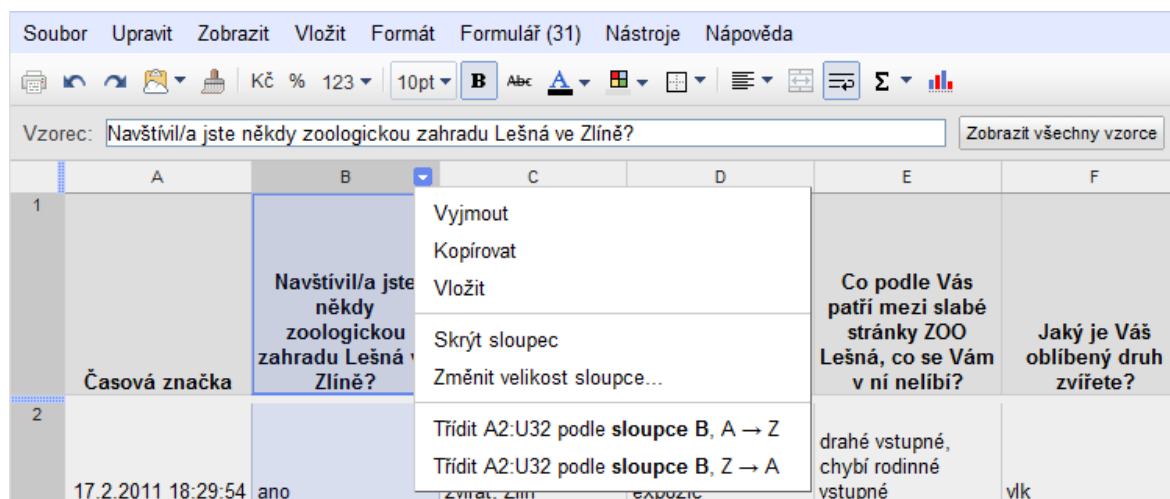 Soubor Upravit Zobrazit Vložit Formát Formulář (31) Nástroje Nápověda
Kč % 123 10pt B Abc A Σ
Vzorec: Navštívil/a jste někdy zoologickou zahradu Lešná ve Zlíně? Zobrazit všechny vzorce
A B C D E F
1
Časová značka
Navštívil/a jste
někdy
zoologickou
zahradu Lešná v
Zlíně?
Vyjmout
Kopírovat
Vložit
Skrýt sloupec
Změnit velikost sloupce...
Třídit A2:U32 podle sloupce B, A → Z
Třídit A2:U32 podle sloupce B, Z → A
Co podle Vás
patří mezi slabé
stránky ZOO
Lešná, co se Vám
v ní nelíbí?
Jaký je Váš
oblíbený druh
zvířete?
2
17.2.2011 18:29:54 ano
zvířat, Zlín expozic
drahé vstupné,
chybí rodinné
vstupné
vlk